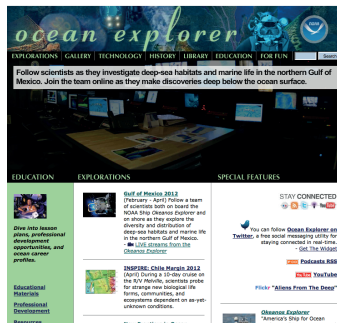 ocean explorer
NOAA
EXPLORATIONS GALLERY TECHNOLOGY HISTORY LIBRARY EDUCATION FOR FUN Search
Follow scientists as they investigate deep-sea habitats and marine life in the northern Gulf of
Mexico. Join the team online as they make discoveries deep below the ocean surface.
EDUCATION EXPLORATIONS SPECIAL FEATURES
Dive into lesson
plans, professional
development
opportunities, and
ocean career
profiles.
Educational
Materials
Professional
Development
Resources
Gulf of Mexico 2012
(February - April) Follow a team
of scientists both on board the
NOAA Ship Okeanos Explorer and
on shore as they explore the
diversity and distribution of
deep-sea habitats and marine life
in the northern Gulf of Mexico.
- LIVE streams from the
Okeanos Explorer
INSPIRE: Chile Margin 2012
(April) During a 10-day cruise on
the R/V Melville, scientists probe
for strange new biological life
forms, communities, and
ecosystems dependent on as-yet-
unknown conditions.
STAY CONNECTED
You can follow Ocean Explorer on
Twitter, a free social messaging utility for
staying connected in real-time.
- Get The Widget
Podcasts RSS
YouTube
Flickr "Aliens From The Deep"
Okeanos Explorer
"America's Ship for Ocean